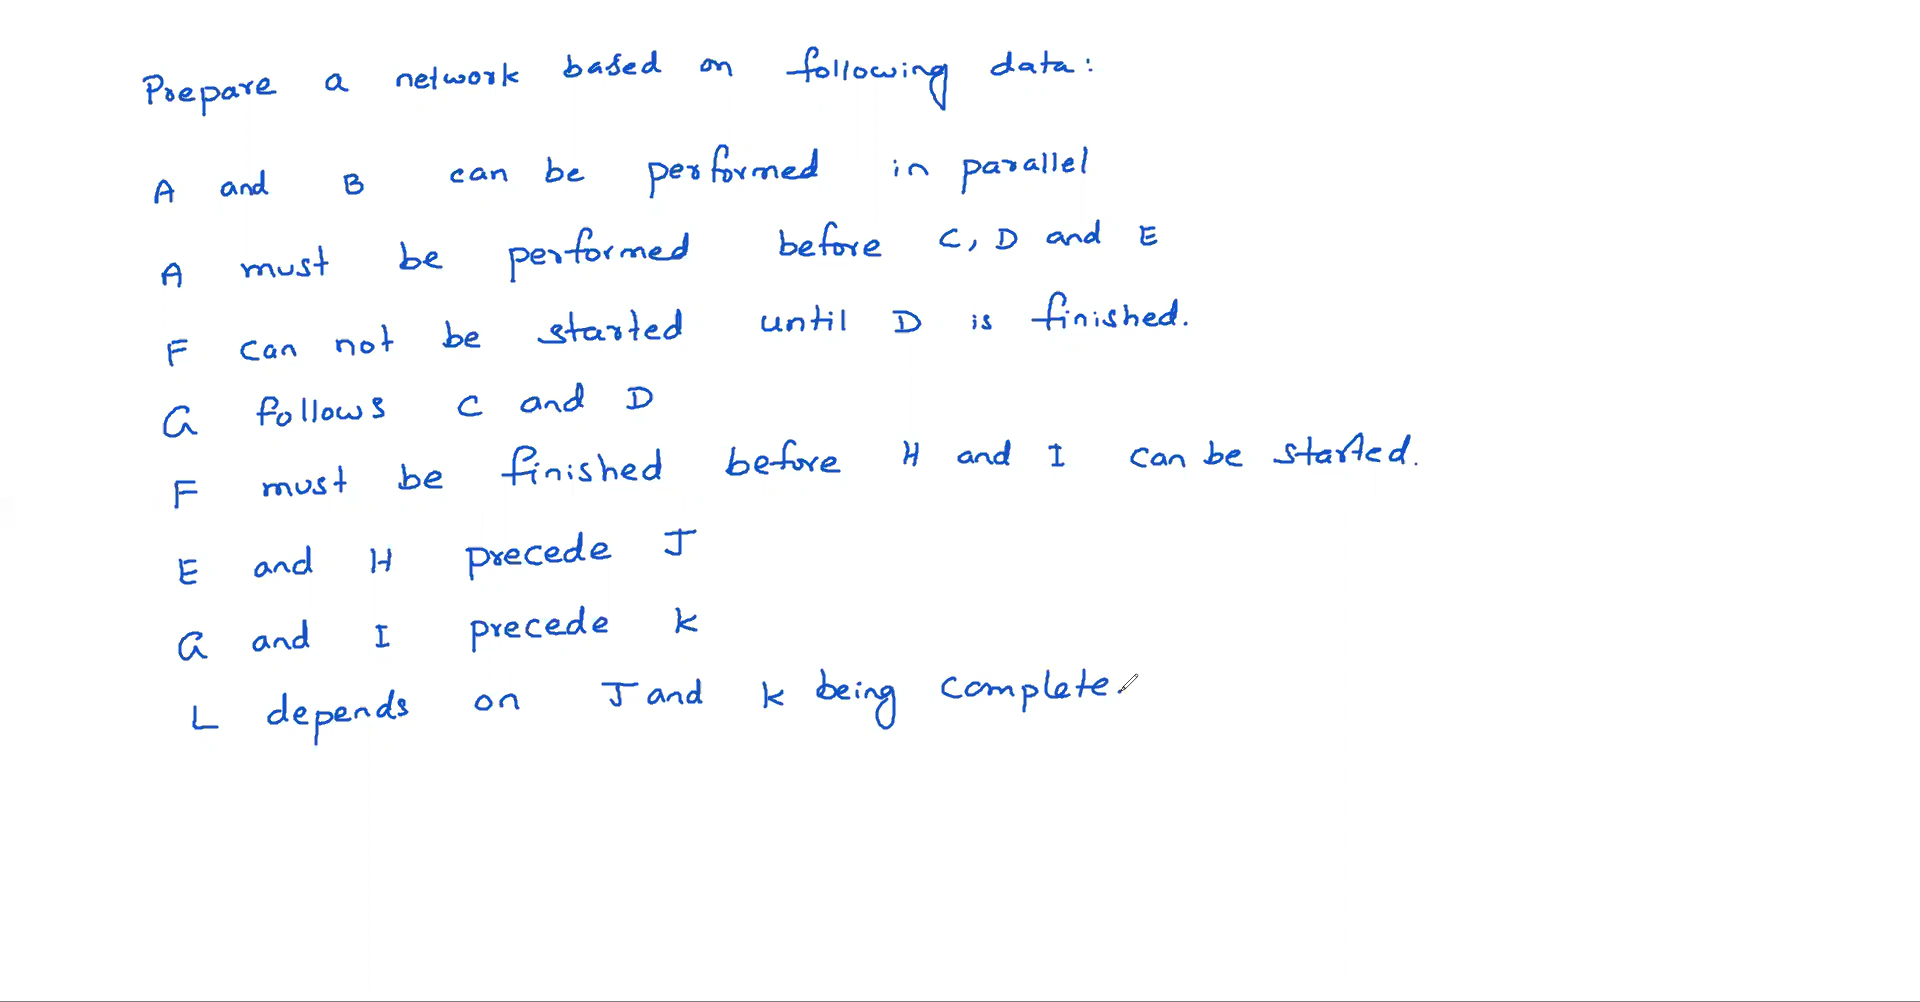 Prepare a network based on following data:
A and B can be performed in parallel
A must be performed before C, D and E
F can not be started until D is finished.
G follows C and D
F must be finished before H and I can be started.
E and H precede J
G and I precede K
L depends on J and K being complete.